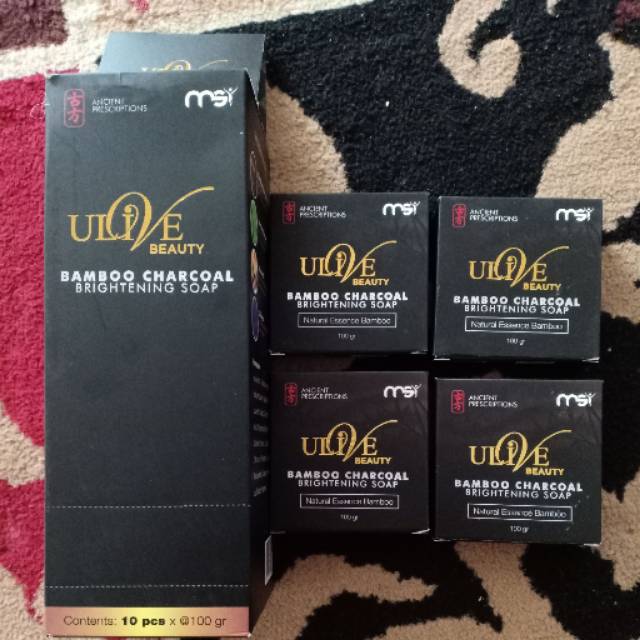 古方
ANCIENT
PRESCRIPTIONS
msi
ULIVE
BEAUTY
BAMBOO CHARCOAL
BRIGHTENING SOAP
Contents: 10 pcs x @100 gr
古方
ANCIENT
PRESCRIPTIONS
msi
ULIVE
BEAUTY
BAMBOO CHARCOAL
BRIGHTENING SOAP
Natural Essence Bamboo
100 gr
古方
ANCIENT
PRESCRIPTIONS
msi
ULIVE
BEAUTY
BAMBOO CHARCOAL
BRIGHTENING SOAP
Natural Essence Bamboo
100 gr
古方
ANCIENT
PRESCRIPTIONS
msi
ULIVE
BEAUTY
BAMBOO CHARCOAL
BRIGHTENING SOAP
Natural Essence Bamboo
100 gr
古方
ANCIENT
PRESCRIPTIONS
msi
ULIVE
BEAUTY
BAMBOO CHARCOAL
BRIGHTENING SOAP
Natural Essence Bamboo
100 gr